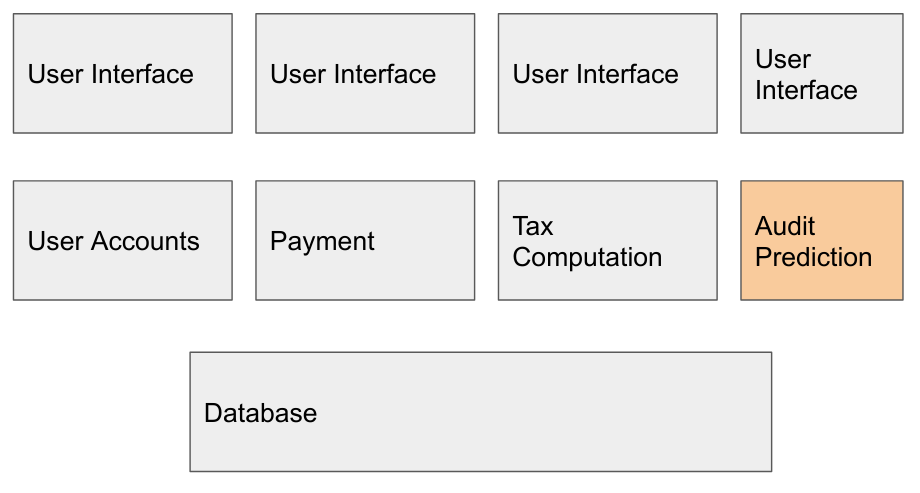 User Interface
User Interface
User Interface
User
Interface
User Accounts
Payment
Tax
Computation
Audit
Prediction
Database